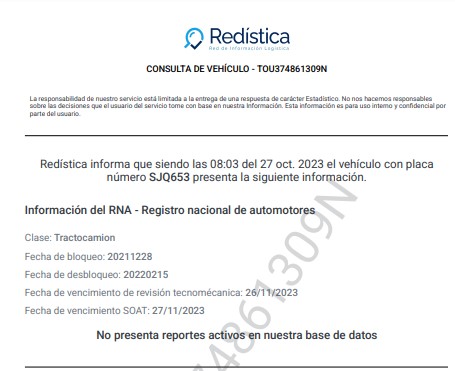 Redística
Red de Información Logística
CONSULTA DE VEHÍCULO - TOU374861309N
La responsabilidad de nuestro servicio está limitada a la entrega de una respuesta de carácter Estadístico. No nos hacemos responsables
sobre las decisiones que el usuario del servicio tome con base en nuestra Información. Esta información es para uso interno y confidencial por
parte del usuario.
Redística informa que siendo las 08:03 del 27 oct. 2023 el vehículo con placa
número SJQ653 presenta la siguiente información.
Información del RNA - Registro nacional de automotores
Clase: Tractocamion
Fecha de bloqueo: 20211228
Fecha de desbloqueo: 20220215
Fecha de vencimiento de revisión tecnomecánica: 26/11/2023
Fecha de vencimiento SOAT: 27/11/2023
No presenta reportes activos en nuestra base de datos
74861309N